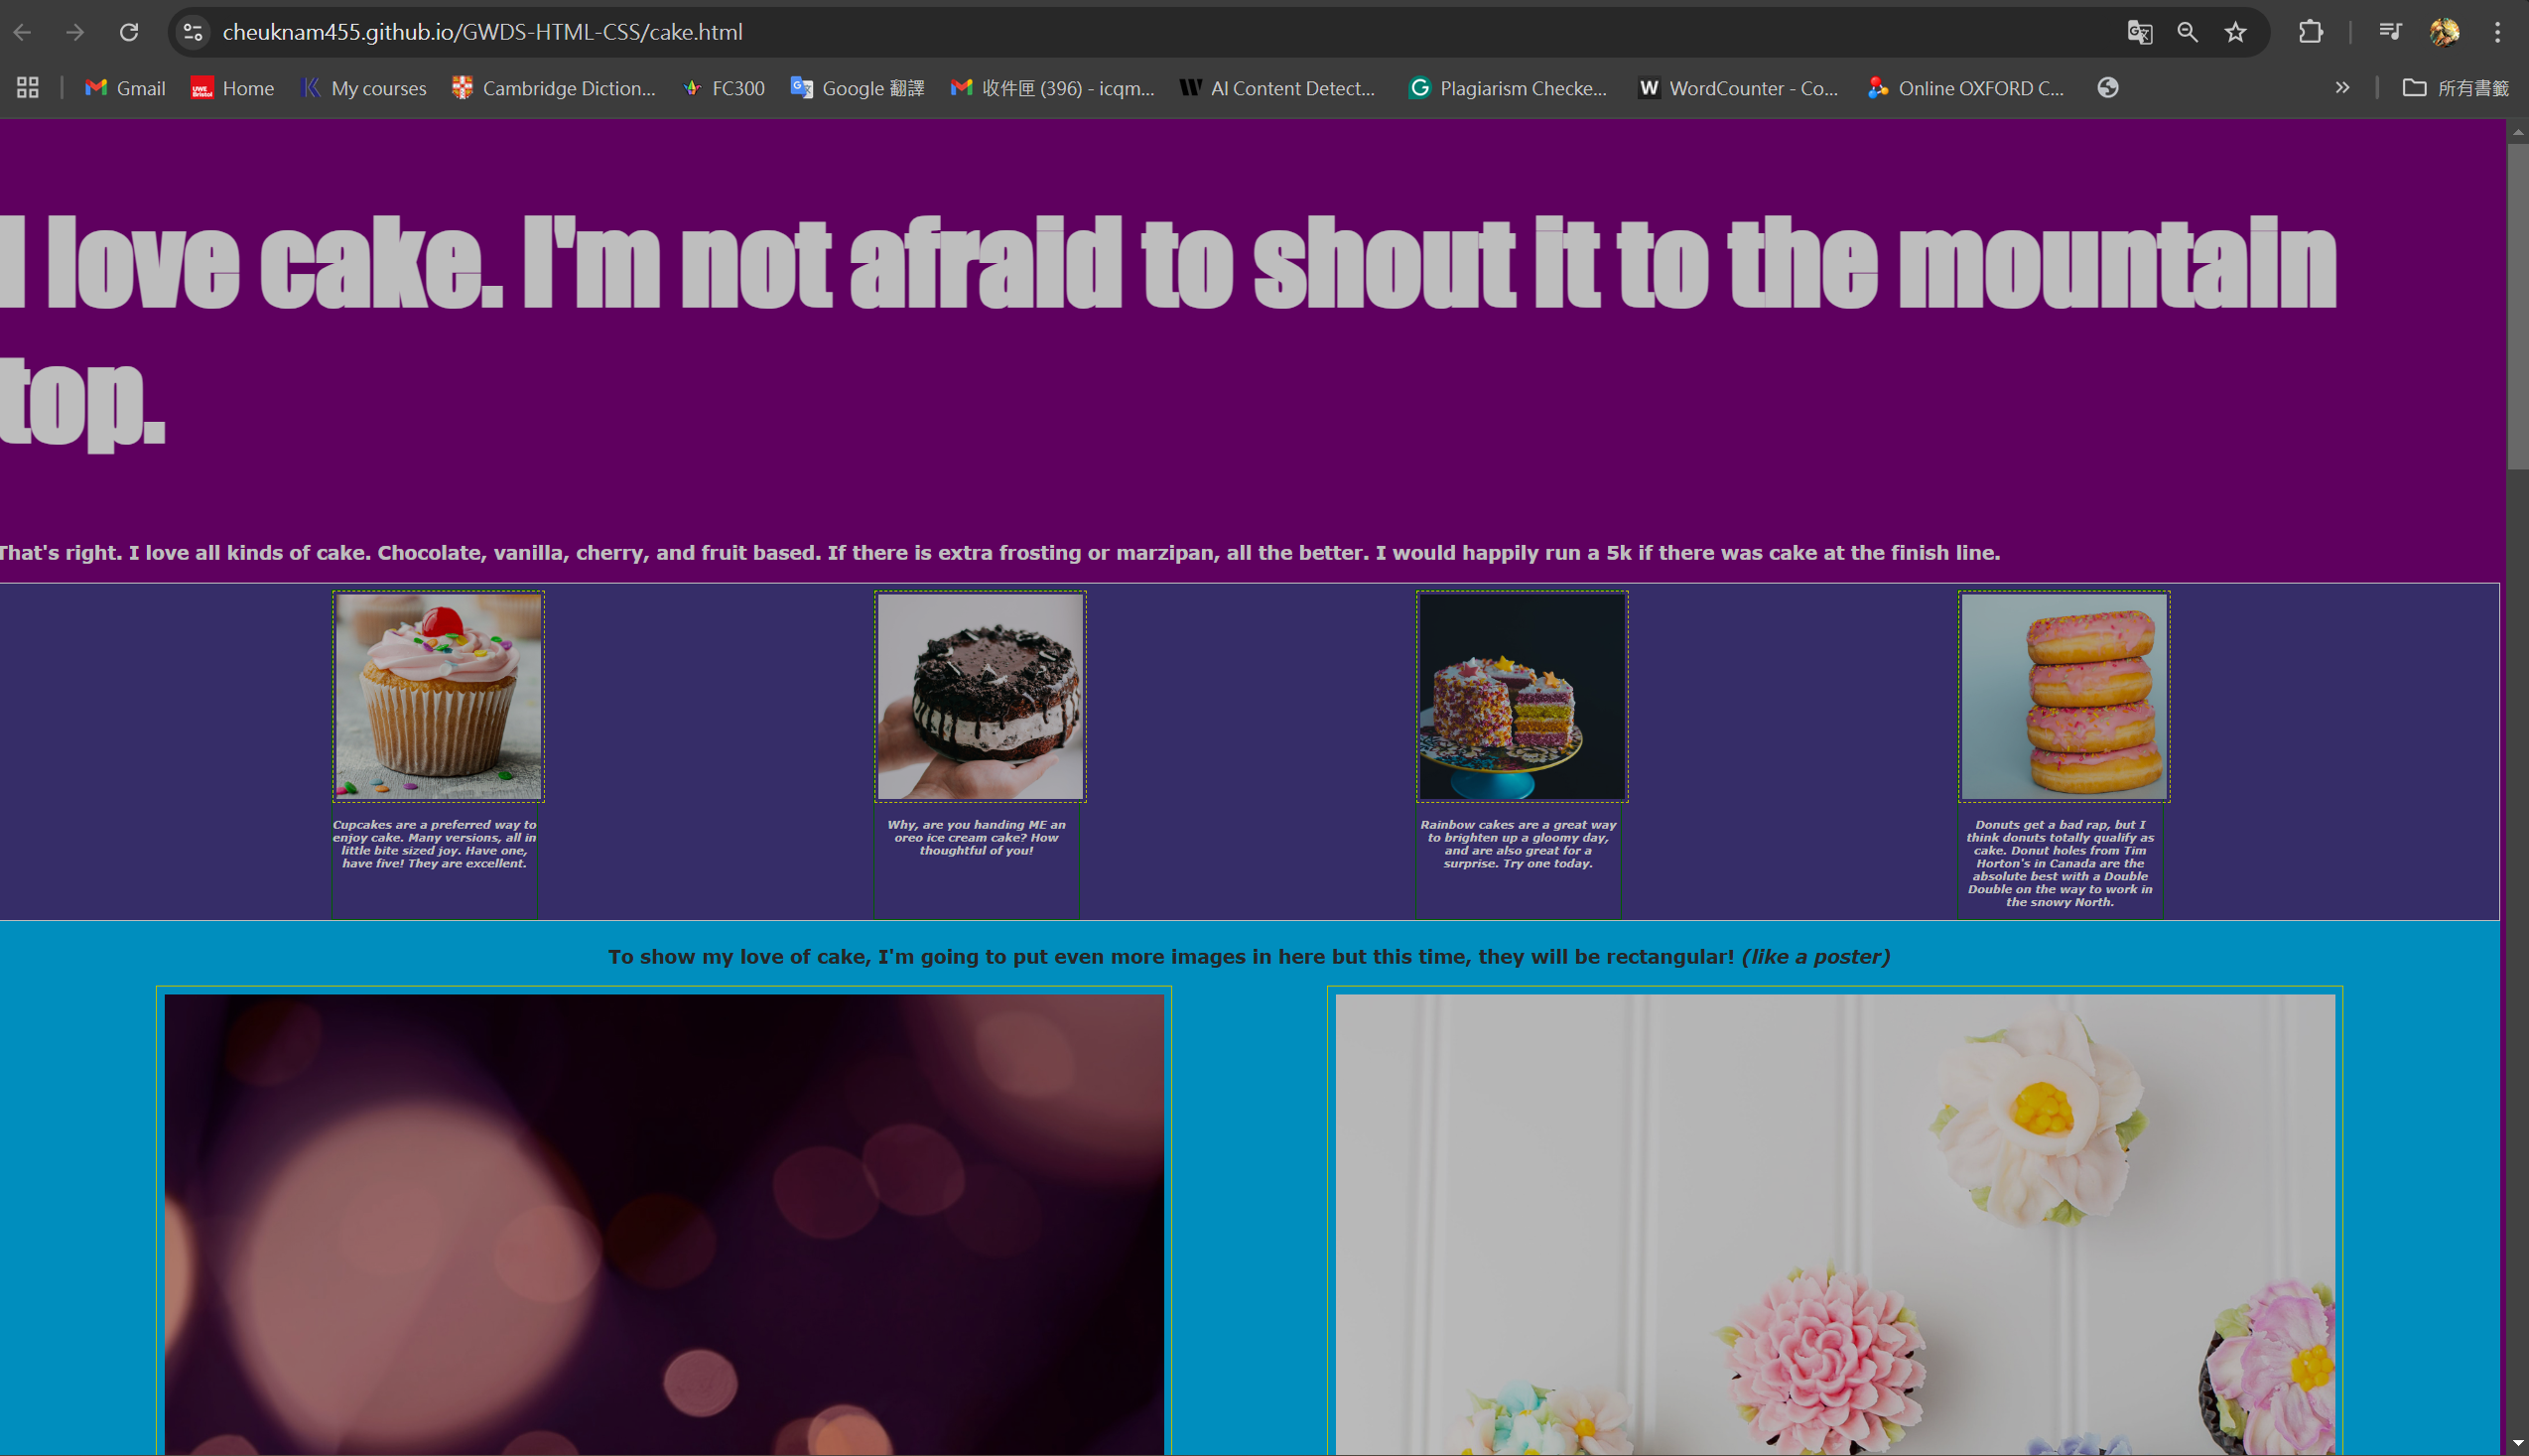 cheuknam455.github.io/GWDS-HTML-CSS/cake.html
Gmail
UWE Bristol
Home
My courses
Cambridge Diction...
FC300
Google 翻譯
收件匣 (396) - icqm...
AI Content Detect...
Plagiarism Checke...
W
WordCounter - Co...
Online OXFORD C...
所有書籤
I love cake. I'm not afraid to shout it to the mountain
top.
That's right. I love all kinds of cake. Chocolate, vanilla, cherry, and fruit based. If there is extra frosting or marzipan, all the better. I would happily run a 5k if there was cake at the finish line.
Cupcakes are a preferred way to
enjoy cake. Many versions, all in
little bite sized joy. Have one,
have five! They are excellent.
Why, are you handing ME an
oreo ice cream cake? How
thoughtful of you!
Rainbow cakes are a great way
to brighten up a gloomy day,
and are also great for a
surprise. Try one today.
Donuts get a bad rap, but I
think donuts totally qualify as
cake. Donut holes from Tim
Horton's in Canada are the
absolute best with a Double
Double on the way to work in
the snowy North.
To show my love of cake, I'm going to put even more images in here but this time, they will be rectangular! (like a poster)